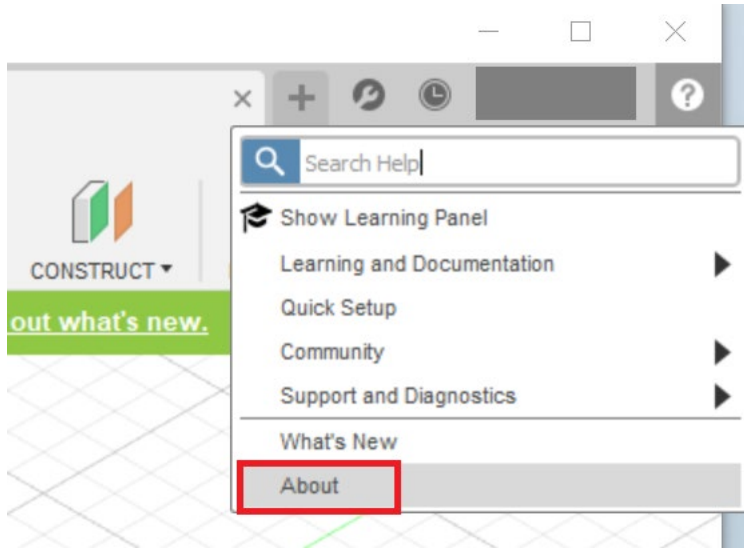 Search Help
Show Learning Panel
CONSTRUCT
Learning and Documentation
out what's new.
Quick Setup
Community
Support and Diagnostics
What's New
About